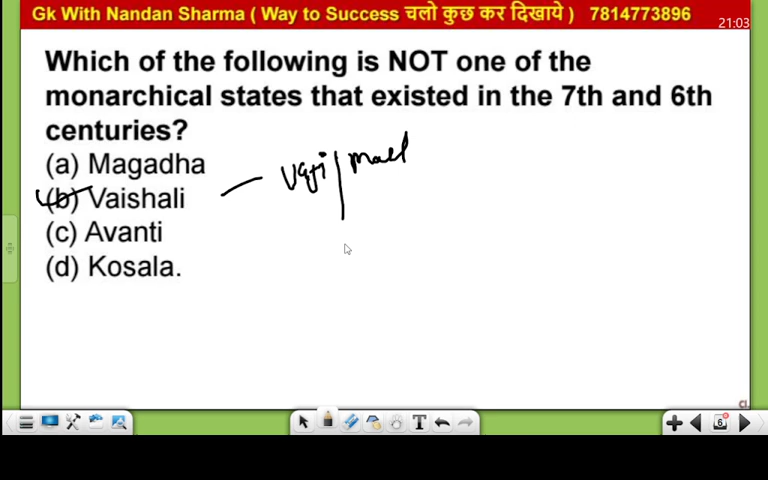 Gk With Nandan Sharma ( Way to Success चलो कुछ कर दिखाये ) 7814773896
21:03
Which of the following is NOT one of the
monarchical states that existed in the 7th and 6th
centuries?
(a) Magadha
(b) Vaishali
Vajji | Mall
(c) Avanti
(d) Kosala.
T
6